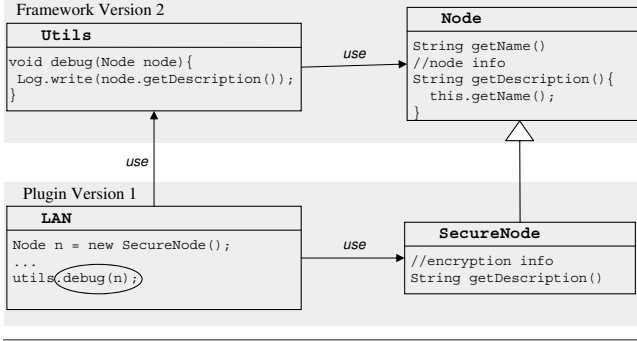 Framework Version 2
Utils
void debug(Node node){
Log.write(node.getDescription());
}
use
Node
String getName()
//node info
String getDescription(){
this.getName();
}
use
Plugin Version 1
LAN
Node n = new SecureNode();
...
utils.debug(n);
use
SecureNode
//encryption info
String getDescription()